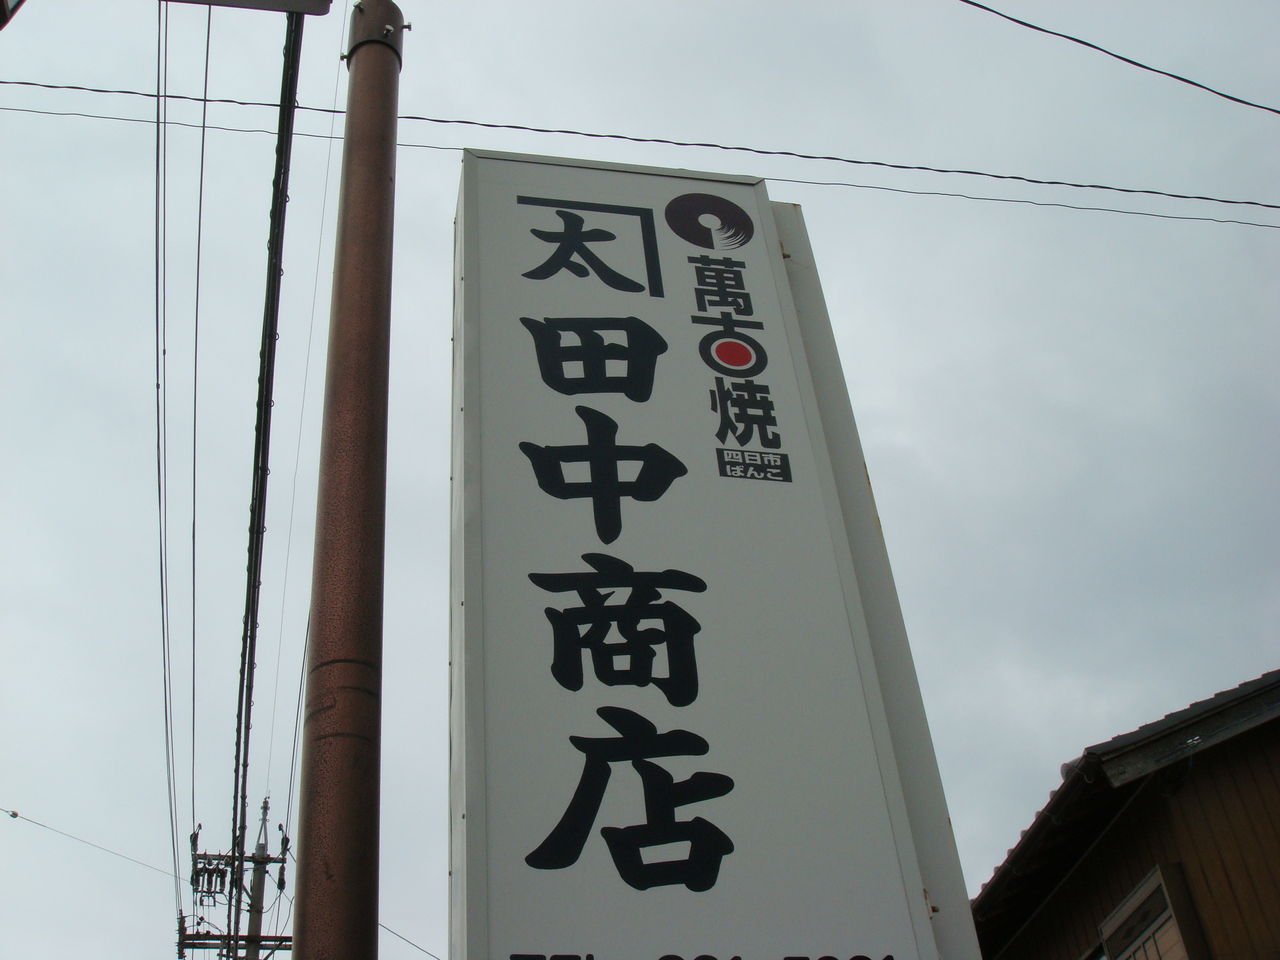 萬古焼
四日市
ばんこ
太
田中商店